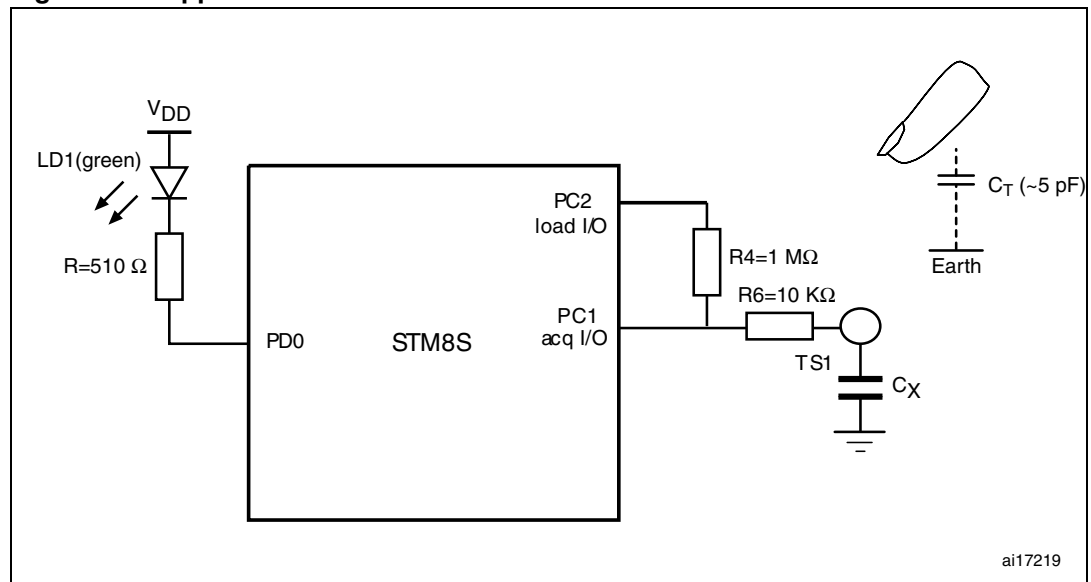 VDD
LD1(green)
R=510 Ω
PD0
STM8S
PC2
load I/O
PC1
acq I/O
R4=1 MΩ
R6=10 KΩ
TS1
CX
CT (~5 pF)
Earth
ai17219